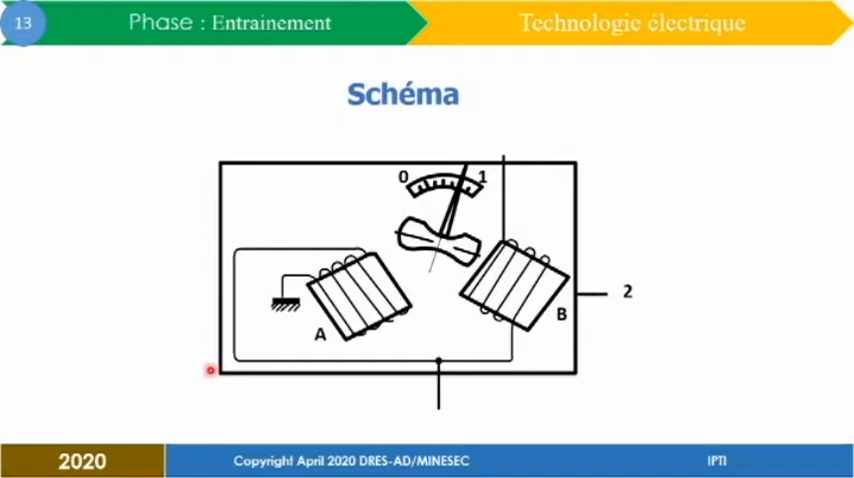 13
Phase : Entrainement
Technologie électrique
Schéma
0
1
2
A
B
2020
Copyright April 2020 DRES-AD/MINESEC
IPTI